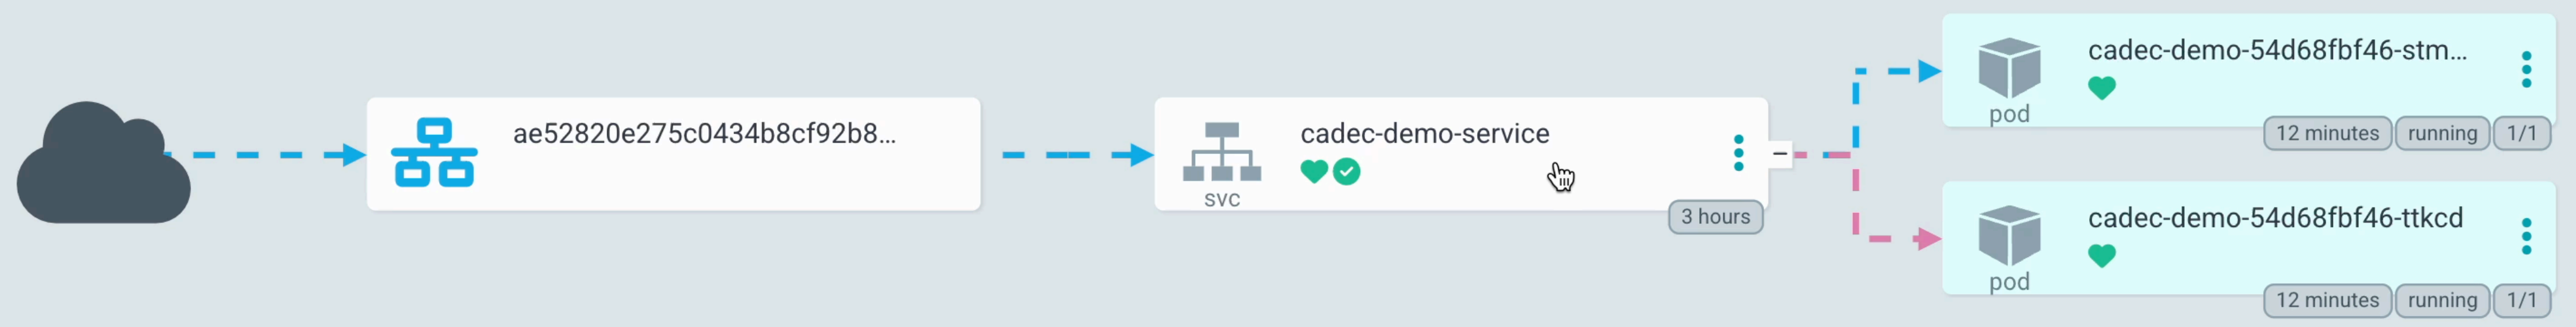 ae52820e275c0434b8cf92b8...
cadec-demo-service
svc
3 hours
cadec-demo-54d68fbf46-stm...
pod
12 minutes running 1/1
cadec-demo-54d68fbf46-ttkcd
pod
12 minutes running 1/1